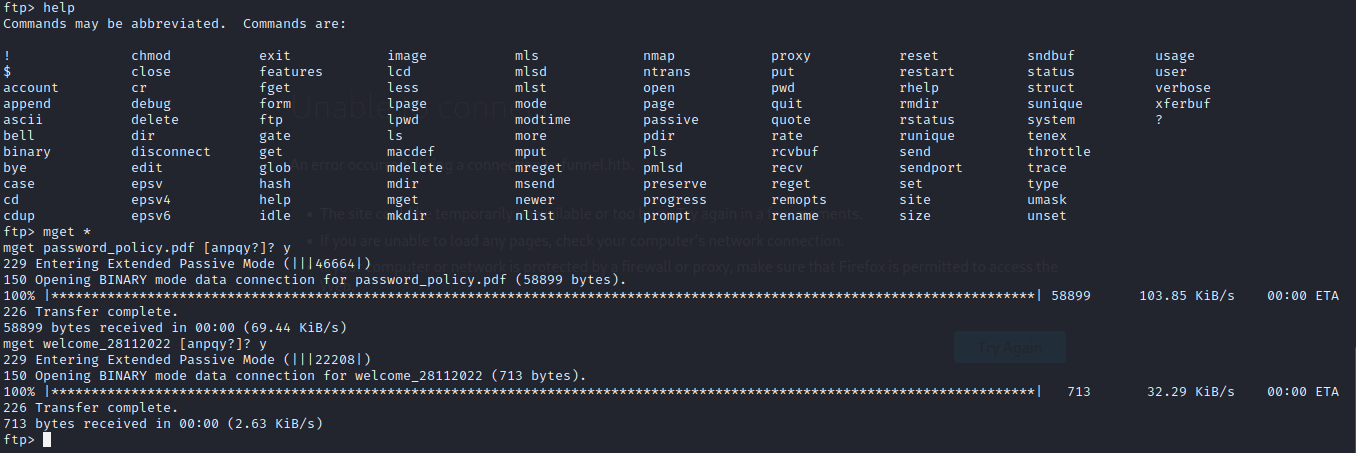 ftp> help
Commands may be abbreviated.  Commands are:
!               chmod           exit            image           mls             nmap            proxy           reset           sndbuf          usage
$               close           features        lcd             mlsd            ntrans          put             restart         status          user
account         cr              fget            less            mlst            open            pwd             rhelp           struct          verbose
append          debug           form            lpage           mode            page            quit            rmdir           sunique         xferbuf
ascii           delete          ftp             lpwd            modtime         passive         quote           rstatus         system          ?
bell            dir             gate            ls              more            pdir            rate            runique         tenex
binary          disconnect      get             macdef          mput            pls             rcvbuf          send            throttle
bye             edit            glob            mdelete         mreget          pmlsd           recv            sendport        trace
case            epsv            hash            mdir            msend           preserve        reget           set             type
cd              epsv4           help            mget            newer           progress        remopts         site            umask
cdup            epsv6           idle            mkdir           nlist           prompt          rename          size            unset
ftp> mget *
mget password_policy.pdf [anpqy?]? y
229 Entering Extended Passive Mode (|||46664|)
150 Opening BINARY mode data connection for password_policy.pdf (58899 bytes).
100% |***************************************************************************************************************************| 58899      103.85 KiB/s    00:00 ETA
226 Transfer complete.
58899 bytes received in 00:00 (69.44 KiB/s)
mget welcome_28112022 [anpqy?]? y
229 Entering Extended Passive Mode (|||22208|)
150 Opening BINARY mode data connection for welcome_28112022 (713 bytes).
100% |***************************************************************************************************************************|   713       32.29 KiB/s    00:00 ETA
226 Transfer complete.
713 bytes received in 00:00 (2.63 KiB/s)
ftp>
Try Again